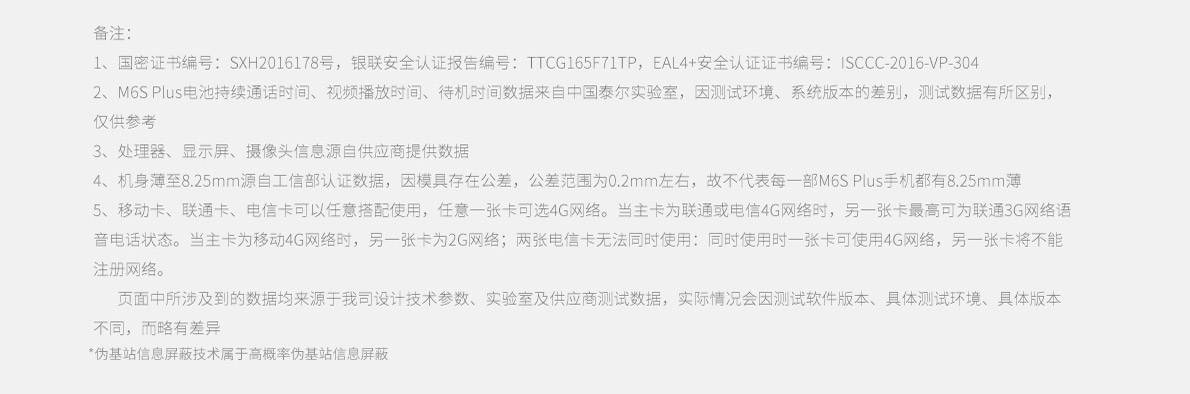 备注：
1、国密证书编号：SXH2016178号，银联安全认证报告编号：TTCG165F71TP，EAL4+安全认证证书编号：ISCCC-2016-VP-304
2、M6S Plus电池持续通话时间、视频播放时间、待机时间数据来自中国泰尔实验室，因测试环境、系统版本的差别，测试数据有所区别，
仅供参考
3、处理器、显示屏、摄像头信息源自供应商提供数据
4、机身薄至8.25mm源自工信部认证数据，因模具存在公差，公差范围为0.2mm左右，故不代表每一部M6S Plus手机都有8.25mm薄
5、移动卡、联通卡、电信卡可以任意搭配使用，任意一张卡可选4G网络。当主卡为联通或电信4G网络时，另一张卡最高可为联通3G网络语
音电话状态。当主卡为移动4G网络时，另一张卡为2G网络；两张电信卡无法同时使用：同时使用时一张卡可使用4G网络，另一张卡将不能
注册网络。
页面中所涉及到的数据均来源于我司设计技术参数、实验室及供应商测试数据，实际情况会因测试软件版本、具体测试环境、具体版本
不同，而略有差异
*伪基站信息屏蔽技术属于高概率伪基站信息屏蔽